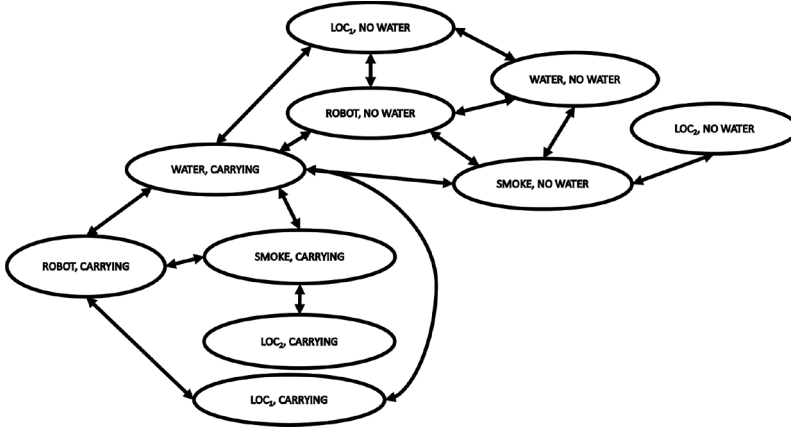 LOC₁, NO WATER
WATER, NO WATER
ROBOT, NO WATER
LOC₂, NO WATER
WATER, CARRYING
SMOKE, NO WATER
SMOKE, CARRYING
ROBOT, CARRYING
LOC₂, CARRYING
LOC₁, CARRYING